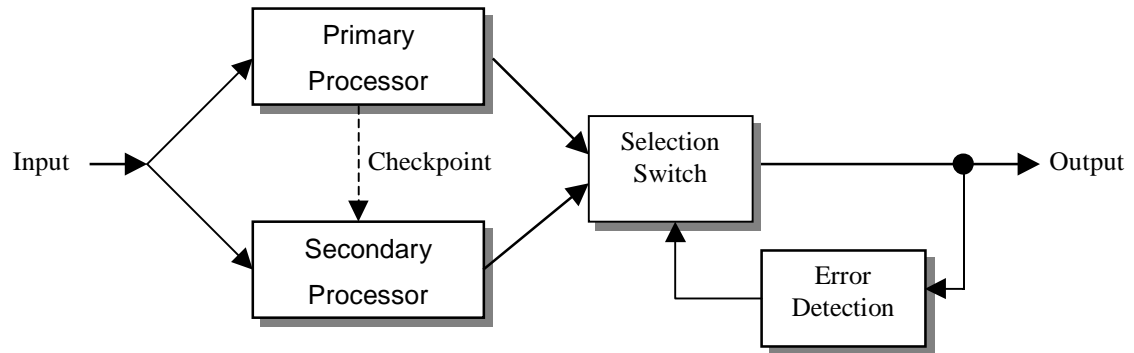 Primary
Processor
Input
Checkpoint
Selection
Switch
Output
Secondary
Processor
Error
Detection